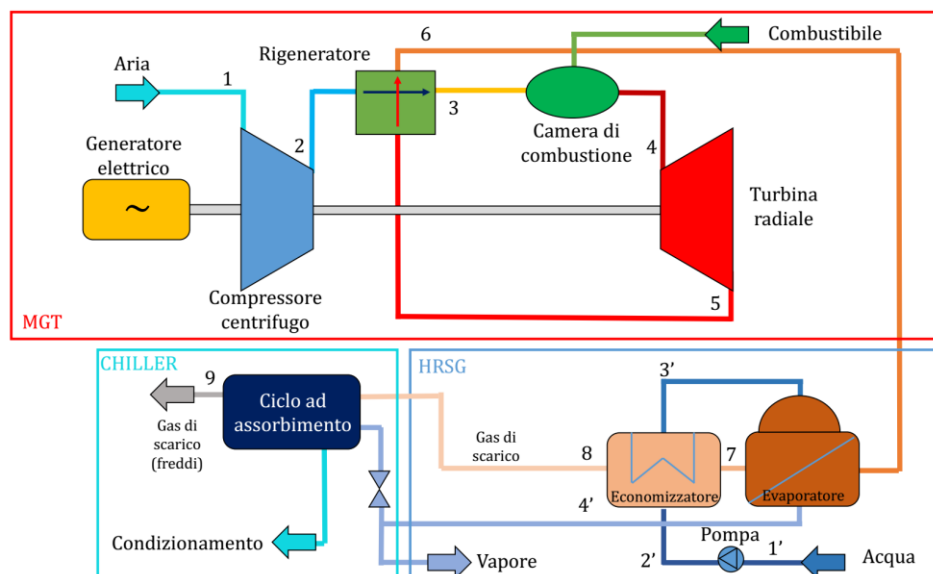 6
Combustibile
Rigeneratore
Aria
1
3
2
Camera di
combustione
4
Generatore
elettrico
~
Turbina
radiale
Compressore
centrifugo
5
MGT
CHILLER
HRSG
9
3’
Ciclo ad
assorbimento
Gas di
scarico
(freddi)
Gas di
scarico
8
7
Economizzatore
Evaporatore
4’
Pompa
Condizionamento
Vapore
2’
1’
Acqua